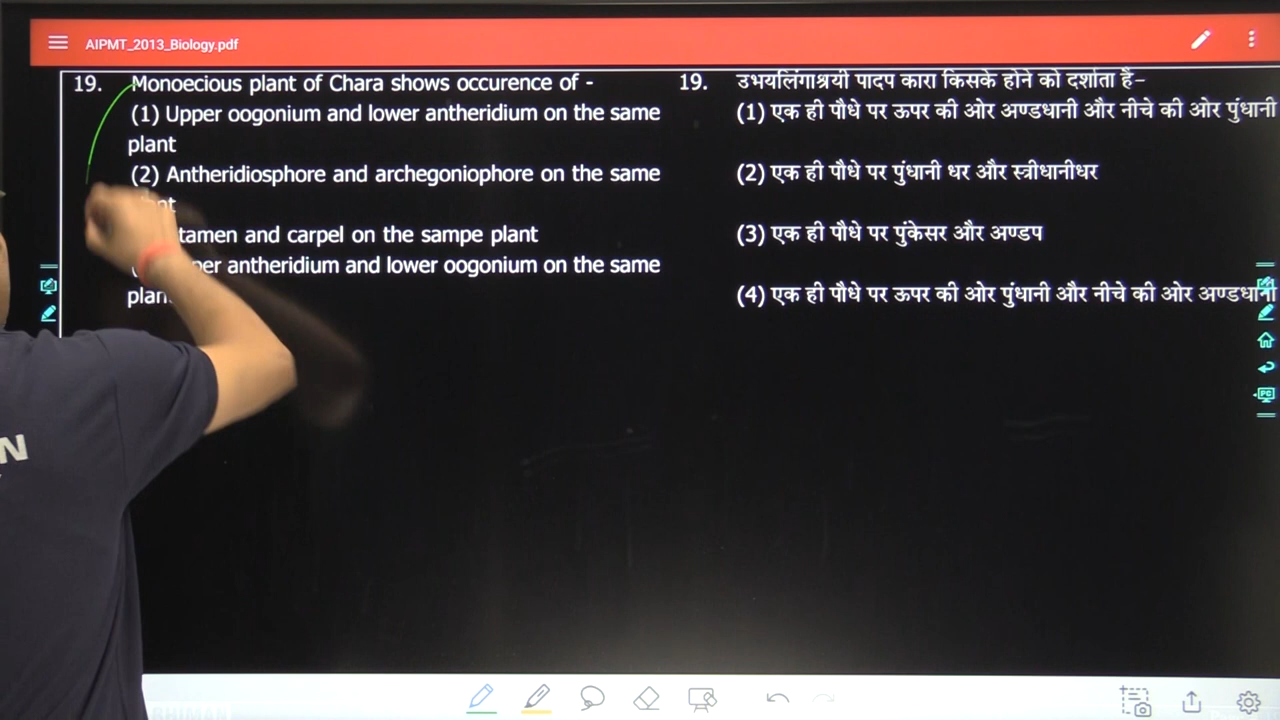 AIPMT_2013_Biology.pdf
19. Monoecious plant of Chara shows occurence of -
(1) Upper oogonium and lower antheridium on the same
plant
(2) Antheridiosphore and archegoniophore on the same
tamen and carpel on the sampe plant
antheridium and lower oogonium on the same
19. उभयलिंगाश्रयी पादप कारा किसके होने को दर्शाता है-
(1) एक ही पौधे पर ऊपर की ओर अण्डधानी और नीचे की ओर पुंधानी
(2) एक ही पौधे पर पुंधानी धर और स्त्रीधानीधर
(3) एक ही पौधे पर पुंकेसर और अण्डप
(4) एक ही पौधे पर ऊपर की ओर पुंधानी और नीचे की ओर अण्डधानी
PC
N